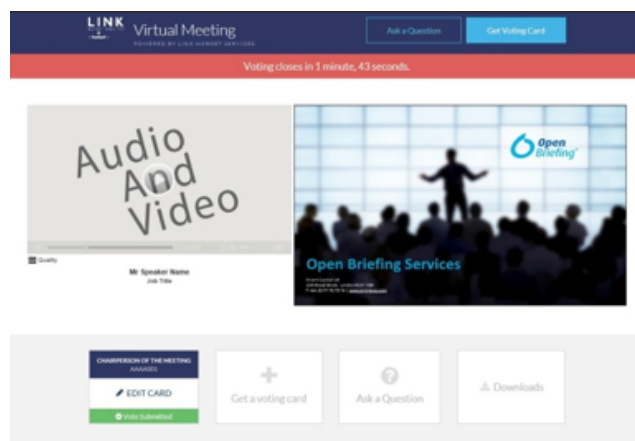 LINK
Virtual Meeting
POWERED BY LINK MARKET SERVICES
Ask a Question
Get Voting Card
Voting closes in 1 minute, 43 seconds.
Audio
And
Video
Open
Briefing
Quality
Mr Speaker Name
Job Title
Open Briefing Services
CHAIRPERSON OF THE MEETING
EDIT CARD
Vote Submitted
Get a voting card
Ask a Question
Downloads